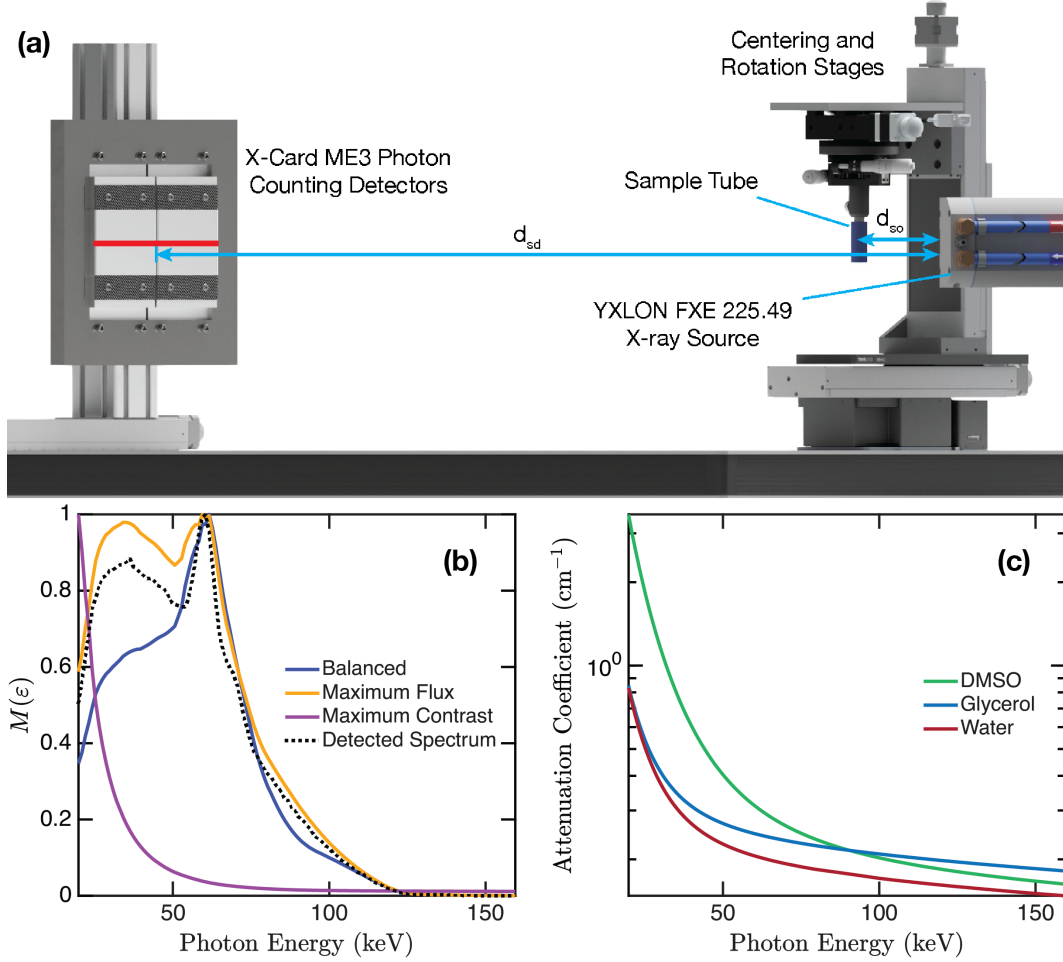 (a)
Centering and
Rotation Stages
X-Card ME3 Photon
Counting Detectors
Sample Tube
d_so
d_sd
YXLON FXE 225.49
X-ray Source
(b)
1
0.8
0.6
0.4
0.2
0
M(ε)
Balanced
Maximum Flux
Maximum Contrast
Detected Spectrum
50
100
150
Photon Energy (keV)
(c)
Attenuation Coefficient (cm⁻¹)
10⁰
DMSO
Glycerol
Water
50
100
150
Photon Energy (keV)